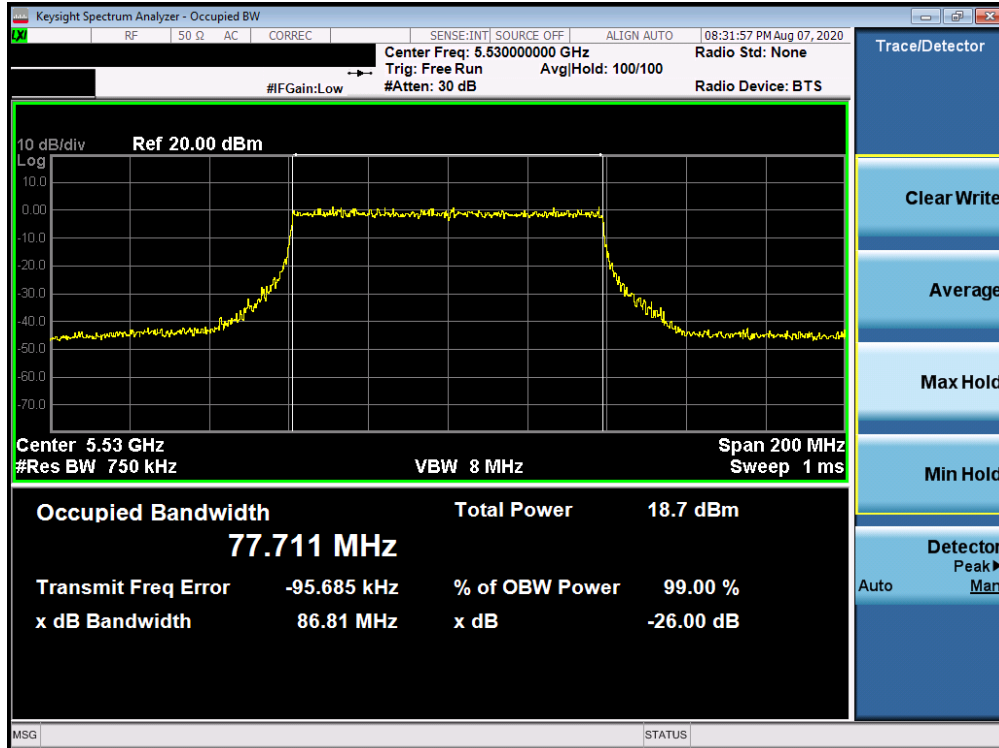 Keysight Spectrum Analyzer - Occupied BW
LXI RF 50 Ω AC CORREC SENSE:INT SOURCE OFF ALIGN AUTO 08:31:57 PM Aug 07, 2020
Center Freq: 5.530000000 GHz Radio Std: None
Trig: Free Run Avg|Hold: 100/100
#IFGain:Low #Atten: 30 dB Radio Device: BTS
Trace/Detector
10 dB/div Ref 20.00 dBm
Log
10.0
0.00
-10.0
-20.0
-30.0
-40.0
-50.0
-60.0
-70.0
Center 5.53 GHz Span 200 MHz
#Res BW 750 kHz VBW 8 MHz Sweep 1 ms
Occupied Bandwidth Total Power 18.7 dBm
77.711 MHz
Transmit Freq Error -95.685 kHz % of OBW Power 99.00 %
x dB Bandwidth 86.81 MHz x dB -26.00 dB
Clear Write
Average
Max Hold
Min Hold
Detector
Peak▶
Auto Man
MSG STATUS